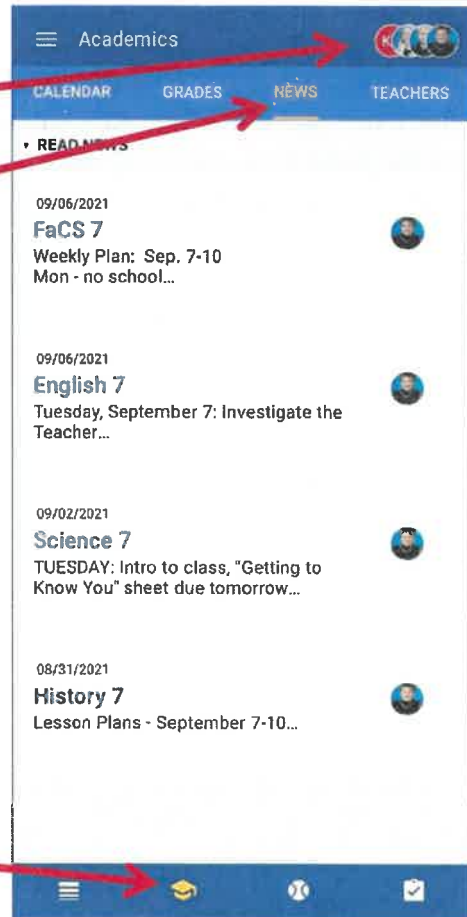 Academics
K
CALENDAR GRADES NEWS TEACHERS
READ NEWS
09/06/2021
FaCS 7
Weekly Plan: Sep. 7-10
Mon - no school...
09/06/2021
English 7
Tuesday, September 7: Investigate the
Teacher...
09/02/2021
Science 7
TUESDAY: Intro to class, "Getting to
Know You" sheet due tomorrow...
08/31/2021
History 7
Lesson Plans - September 7-10...